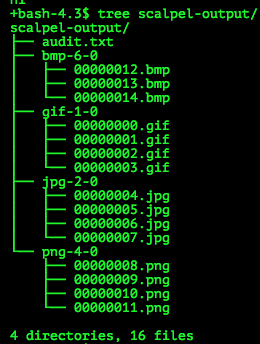 +bash-4.3$ tree scalpel-output/
scalpel-output/
├── audit.txt
├── bmp-6-0
│   ├── 00000012.bmp
│   ├── 00000013.bmp
│   └── 00000014.bmp
├── gif-1-0
│   ├── 00000000.gif
│   ├── 00000001.gif
│   ├── 00000002.gif
│   └── 00000003.gif
├── jpg-2-0
│   ├── 00000004.jpg
│   ├── 00000005.jpg
│   ├── 00000006.jpg
│   └── 00000007.jpg
└── png-4-0
    ├── 00000008.png
    ├── 00000009.png
    ├── 00000010.png
    └── 00000011.png
4 directories, 16 files